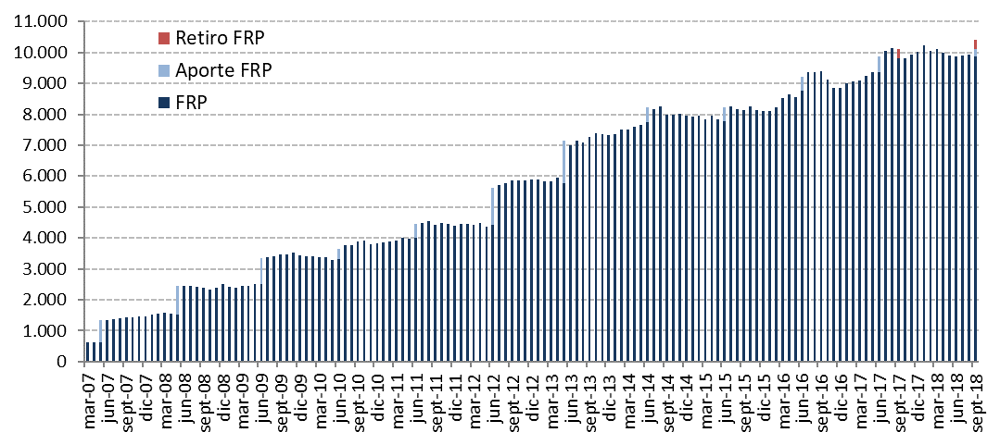 11.000
10.000
9.000
8.000
7.000
6.000
5.000
4.000
3.000
2.000
1.000
0
Retiro FRP
Aporte FRP
FRP
mar-07
jun-07
sept-07
dic-07
mar-08
jun-08
sept-08
dic-08
mar-09
jun-09
sept-09
dic-09
mar-10
jun-10
sept-10
dic-10
mar-11
jun-11
sept-11
dic-11
mar-12
jun-12
sept-12
dic-12
mar-13
jun-13
sept-13
dic-13
mar-14
jun-14
sept-14
dic-14
mar-15
jun-15
sept-15
dic-15
mar-16
jun-16
sept-16
dic-16
mar-17
jun-17
sept-17
dic-17
mar-18
jun-18
sept-18